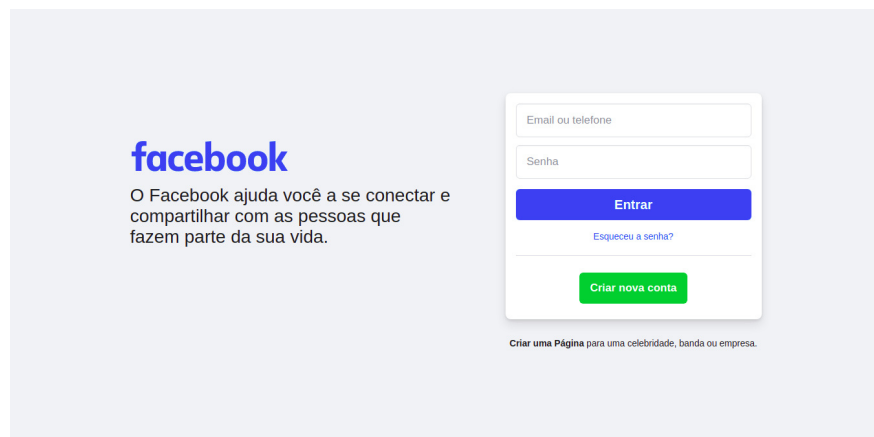 facebook
O Facebook ajuda você a se conectar e
compartilhar com as pessoas que
fazem parte da sua vida.
Email ou telefone
Senha
Entrar
Esqueceu a senha?
Criar nova conta
Criar uma Página para uma celebridade, banda ou empresa.